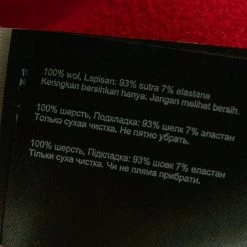 100% wol, Lapisan: 93% sutra 7% elastane
Keringkan bersihkan hanya. Jangan melihat bersih.
100% шерсть, Подкладка: 93% шелк 7% эластан
Только сухая чистка. Не пятно убрать.
100% шерсть, Підкладка: 93% шовк 7% еластан
Тільки суха чистка. Чи не пляма прибрати.